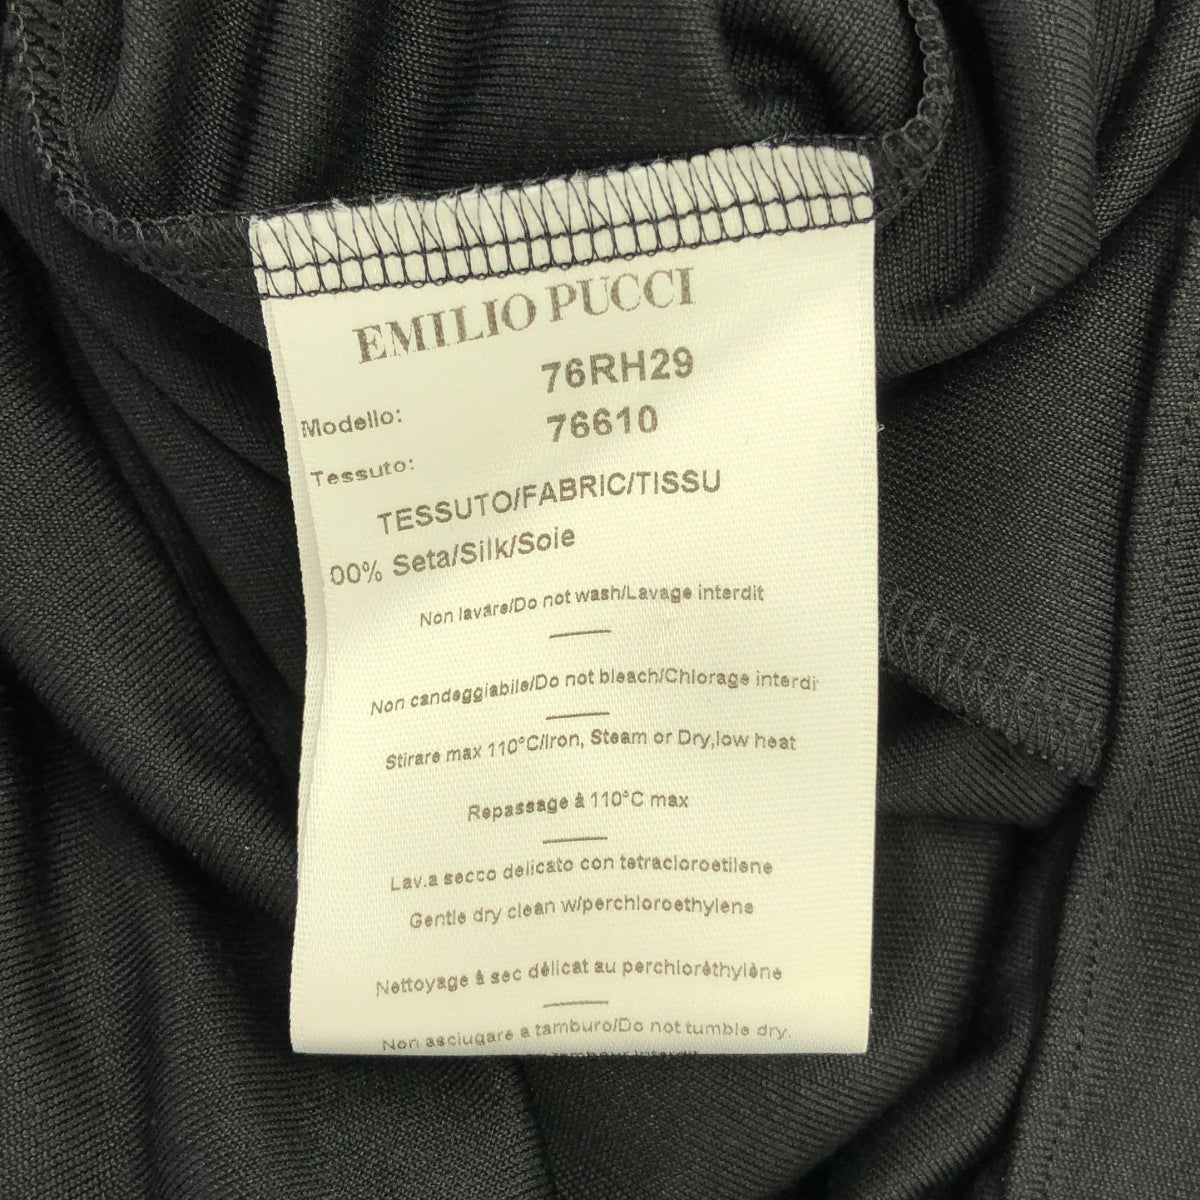 EMILIO PUCCI
Modello: 76RH29
Tessuto: 76610
TESSUTO/FABRIC/TISSU
00% Seta/Silk/Soie
Non lavare/Do not wash/Lavage interdit
Non candeggiabile/Do not bleach/Chlorage interdi
Stirare max 110°C/Iron, Steam or Dry,low heat
Repassage à 110°C max
Lav.a secco delicato con tetracloroetilene
Gentle dry clean w/perchloroethylene
Nettoyage à sec délicat au perchloréthylène
Non asciugare a tamburo/Do not tumble dry.